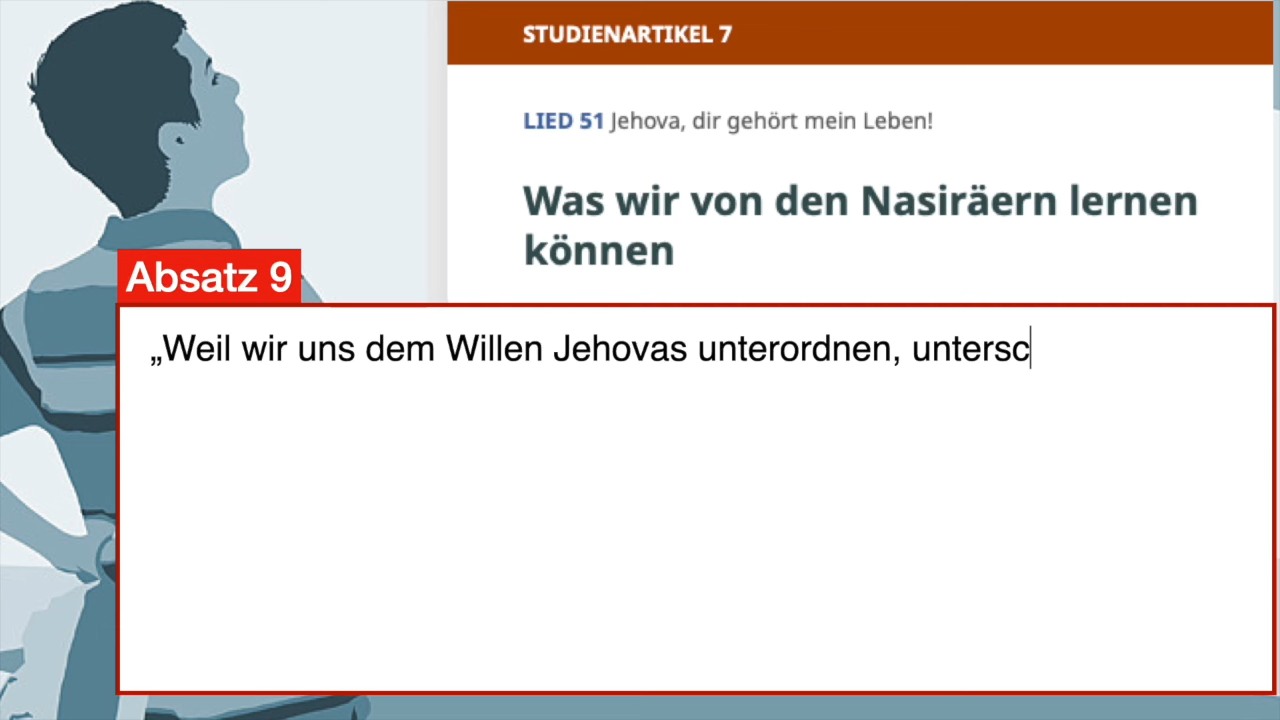 STUDIENARTIKEL 7
LIED 51 Jehova, dir gehört mein Leben!
Was wir von den Nasiräern lernen
können
Absatz 9
„Weil wir uns dem Willen Jehovas unterordnen, untersc